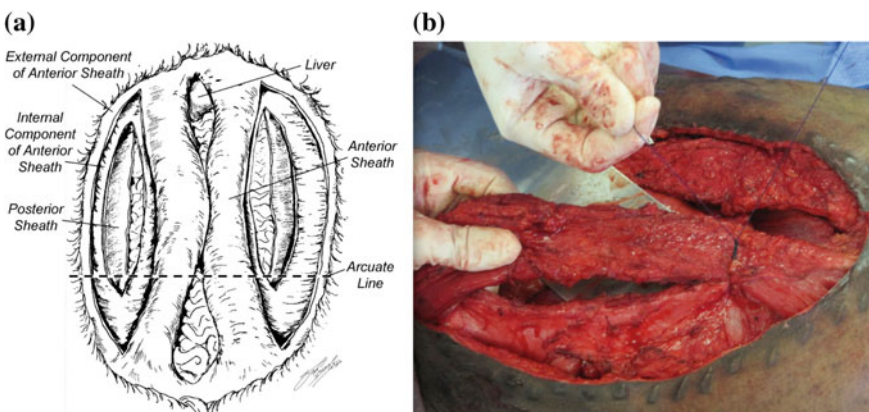 (a)
External Component
of Anterior Sheath
Internal
Component
of Anterior
Sheath
Posterior
Sheath
Liver
Anterior
Sheath
Arcuate
Line
(b)